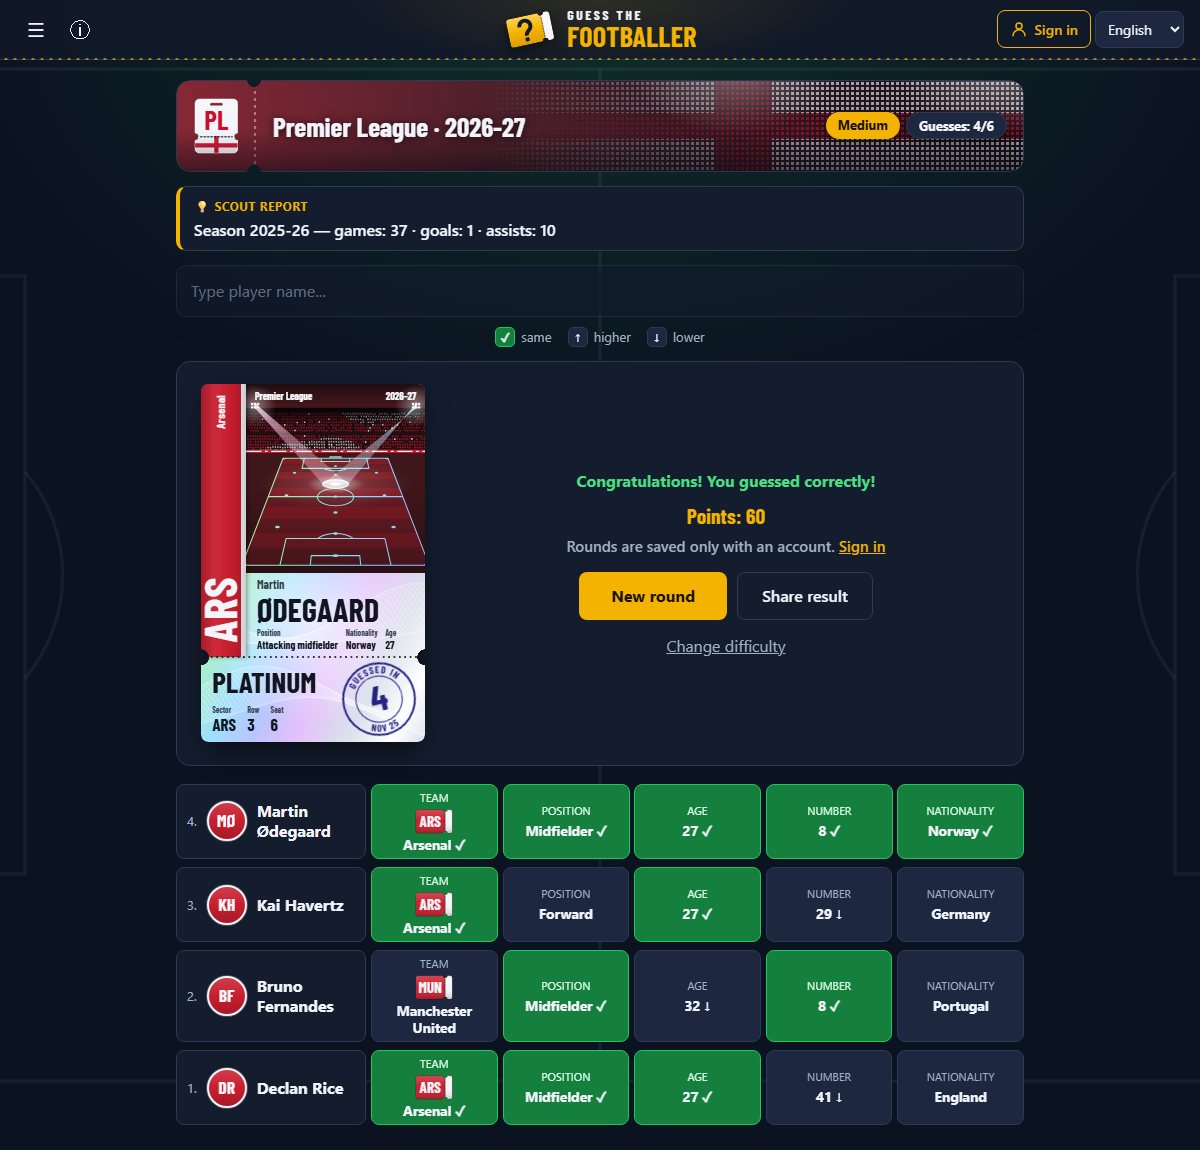 GUESS THE
FOOTBALLER
Sign in
English
PL
Premier League · 2026-27
Medium
Guesses: 4/6
SCOUT REPORT
Season 2025-26 — games: 37 · goals: 1 · assists: 10
Type player name...
✓ same
↑ higher
↓ lower
Arsenal
ARS
Premier League
2026-27
Martin
ØDEGAARD
Position Nationality Age
Attacking midfielder Norway 27
PLATINUM
Sector Row Seat
ARS 3 6
GUESSED IN
4
NOV 25
Congratulations! You guessed correctly!
Points: 60
Rounds are saved only with an account. Sign in
New round
Share result
Change difficulty
4.
MØ
Martin
Ødegaard
TEAM
ARS
Arsenal ✓
POSITION
Midfielder ✓
AGE
27 ✓
NUMBER
8 ✓
NATIONALITY
Norway ✓
3.
KH
Kai Havertz
TEAM
ARS
Arsenal ✓
POSITION
Forward
AGE
27 ✓
NUMBER
29 ↓
NATIONALITY
Germany
2.
BF
Bruno
Fernandes
TEAM
MUN
Manchester
United
POSITION
Midfielder ✓
AGE
32 ↓
NUMBER
8 ✓
NATIONALITY
Portugal
1.
DR
Declan Rice
TEAM
ARS
Arsenal ✓
POSITION
Midfielder ✓
AGE
27 ✓
NUMBER
41 ↓
NATIONALITY
England